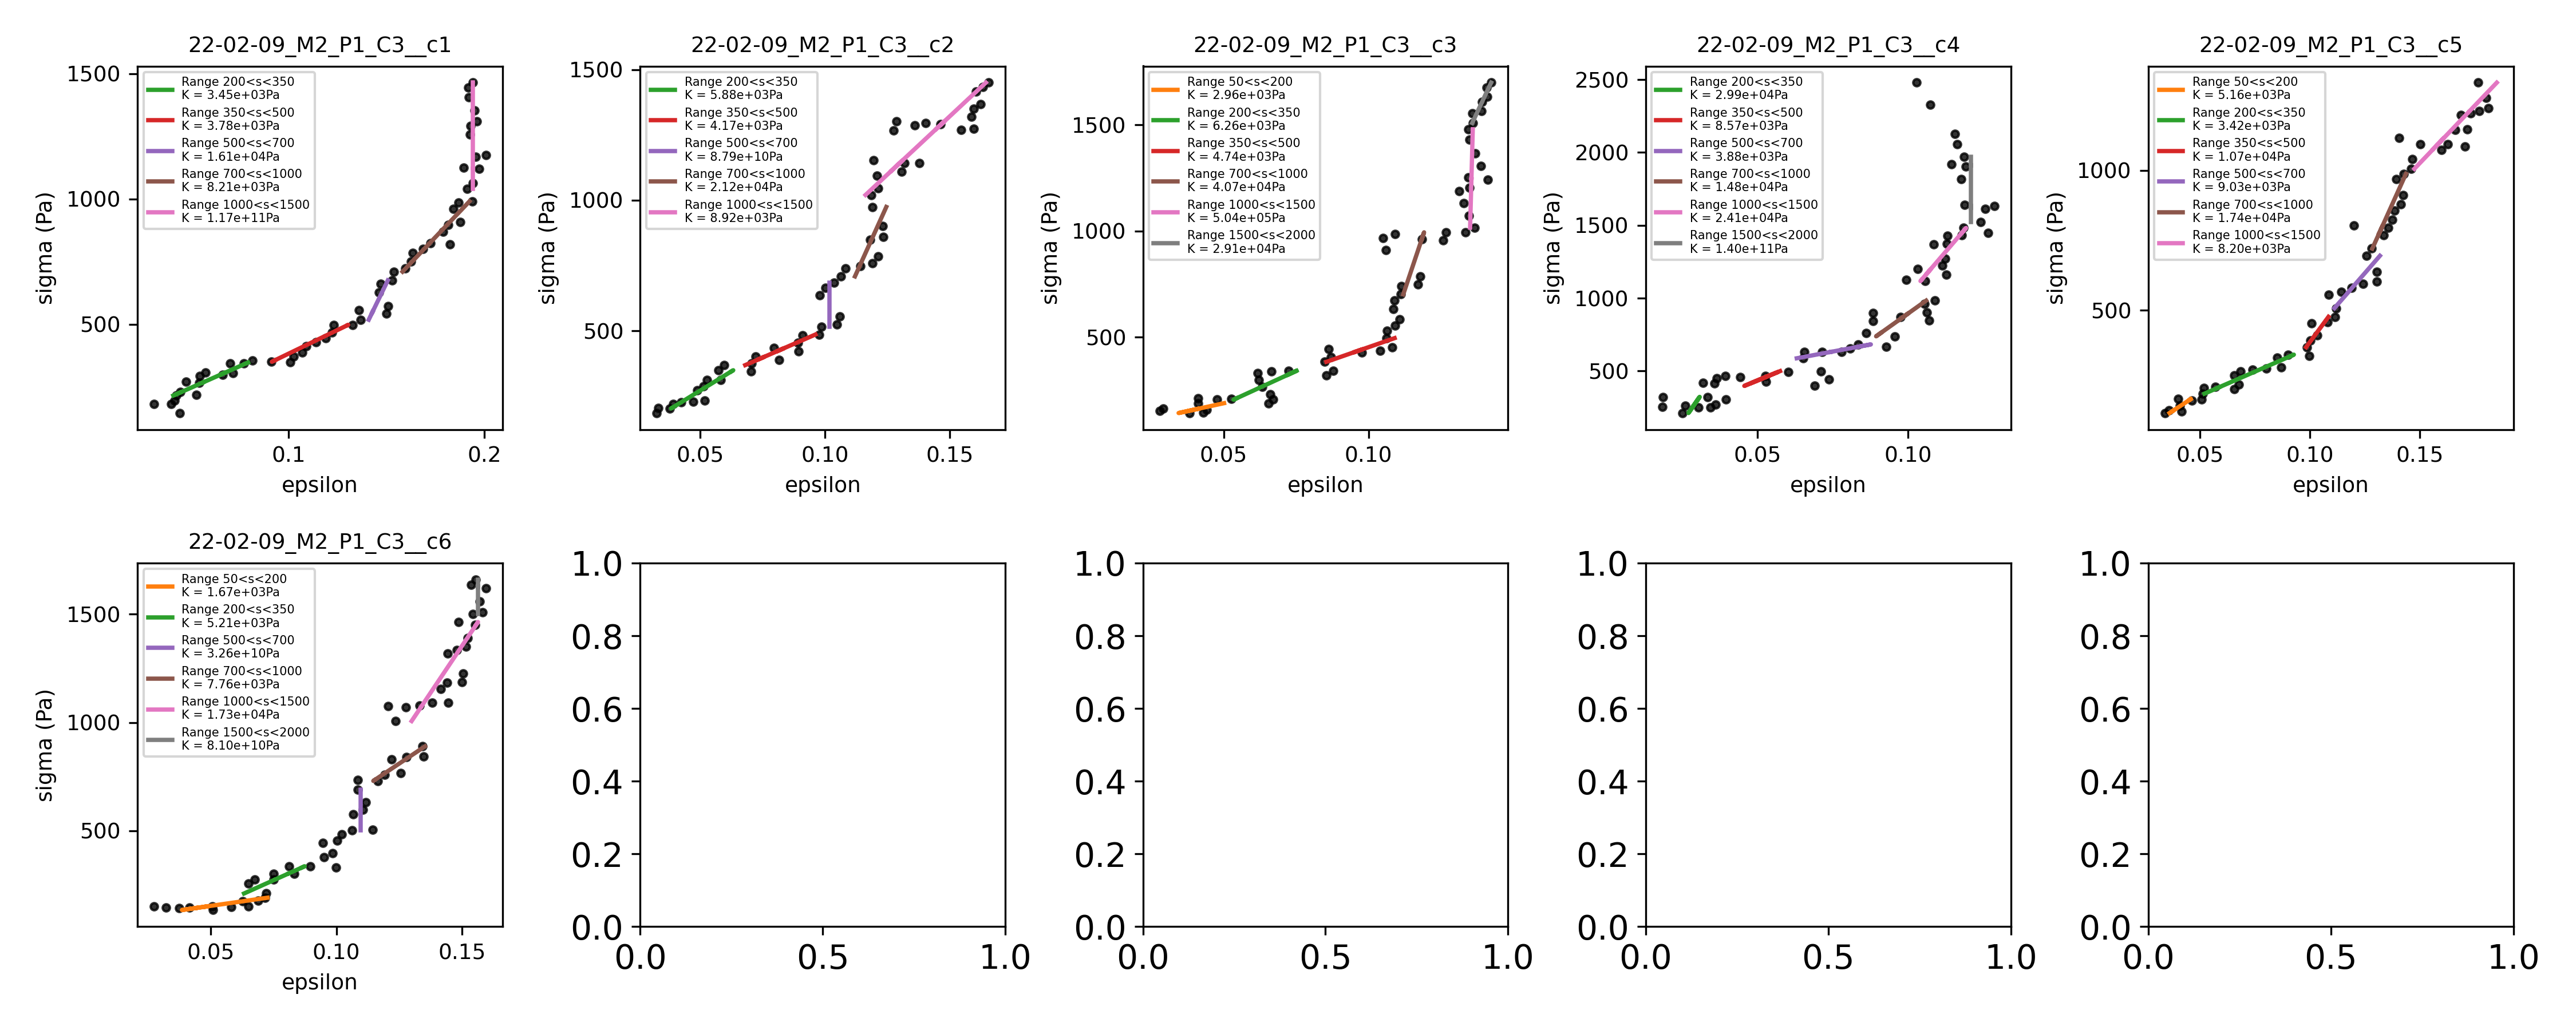 22-02-09_M2_P1_C3__c1
1500
1000
500
sigma (Pa)
Range 200<s<350
K = 3.45e+03Pa
Range 350<s<500
K = 3.78e+03Pa
Range 500<s<700
K = 1.61e+04Pa
Range 700<s<1000
K = 8.21e+03Pa
Range 1000<s<1500
K = 1.17e+11Pa
0.1
0.2
epsilon
22-02-09_M2_P1_C3__c2
1500
1000
500
sigma (Pa)
Range 200<s<350
K = 5.88e+03Pa
Range 350<s<500
K = 4.17e+03Pa
Range 500<s<700
K = 8.79e+10Pa
Range 700<s<1000
K = 2.12e+04Pa
Range 1000<s<1500
K = 8.92e+03Pa
0.05
0.10
0.15
epsilon
22-02-09_M2_P1_C3__c3
1500
1000
500
sigma (Pa)
Range 50<s<200
K = 2.96e+03Pa
Range 200<s<350
K = 6.26e+03Pa
Range 350<s<500
K = 4.74e+03Pa
Range 700<s<1000
K = 4.07e+04Pa
Range 1000<s<1500
K = 5.04e+05Pa
Range 1500<s<2000
K = 2.91e+04Pa
0.05
0.10
epsilon
22-02-09_M2_P1_C3__c4
2500
2000
1500
1000
500
sigma (Pa)
Range 200<s<350
K = 2.99e+04Pa
Range 350<s<500
K = 8.57e+03Pa
Range 500<s<700
K = 3.88e+03Pa
Range 700<s<1000
K = 1.48e+04Pa
Range 1000<s<1500
K = 2.41e+04Pa
Range 1500<s<2000
K = 1.40e+11Pa
0.05
0.10
epsilon
22-02-09_M2_P1_C3__c5
1000
500
sigma (Pa)
Range 50<s<200
K = 5.16e+03Pa
Range 200<s<350
K = 3.42e+03Pa
Range 350<s<500
K = 1.07e+04Pa
Range 500<s<700
K = 9.03e+03Pa
Range 700<s<1000
K = 1.74e+04Pa
Range 1000<s<1500
K = 8.20e+03Pa
0.05
0.10
0.15
epsilon
22-02-09_M2_P1_C3__c6
1500
1000
500
sigma (Pa)
Range 50<s<200
K = 1.67e+03Pa
Range 200<s<350
K = 5.21e+03Pa
Range 500<s<700
K = 3.26e+10Pa
Range 700<s<1000
K = 7.76e+03Pa
Range 1000<s<1500
K = 1.73e+04Pa
Range 1500<s<2000
K = 8.10e+10Pa
0.05
0.10
0.15
epsilon
1.0
0.8
0.6
0.4
0.2
0.0
0.0
0.5
1.0
1.0
0.8
0.6
0.4
0.2
0.0
0.0
0.5
1.0
1.0
0.8
0.6
0.4
0.2
0.0
0.0
0.5
1.0
1.0
0.8
0.6
0.4
0.2
0.0
0.0
0.5
1.0